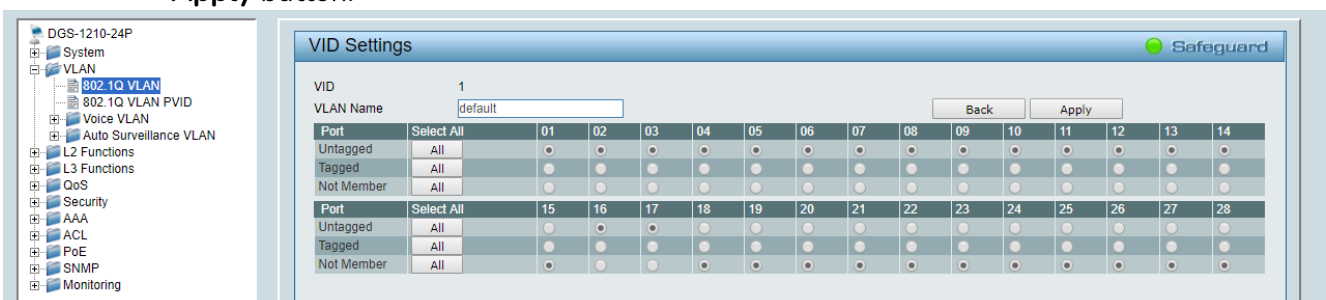 Apply button.
DGS-1210-24P
System
VLAN
802.1Q VLAN
802.1Q VLAN PVID
Voice VLAN
Auto Surveillance VLAN
L2 Functions
L3 Functions
QoS
Security
AAA
ACL
PoE
SNMP
Monitoring
VID Settings
Safeguard
VID 1
VLAN Name default Back Apply
Port Select All 01 02 03 04 05 06 07 08 09 10 11 12 13 14
Untagged All
Tagged All
Not Member All
Port Select All 15 16 17 18 19 20 21 22 23 24 25 26 27 28
Untagged All
Tagged All
Not Member All